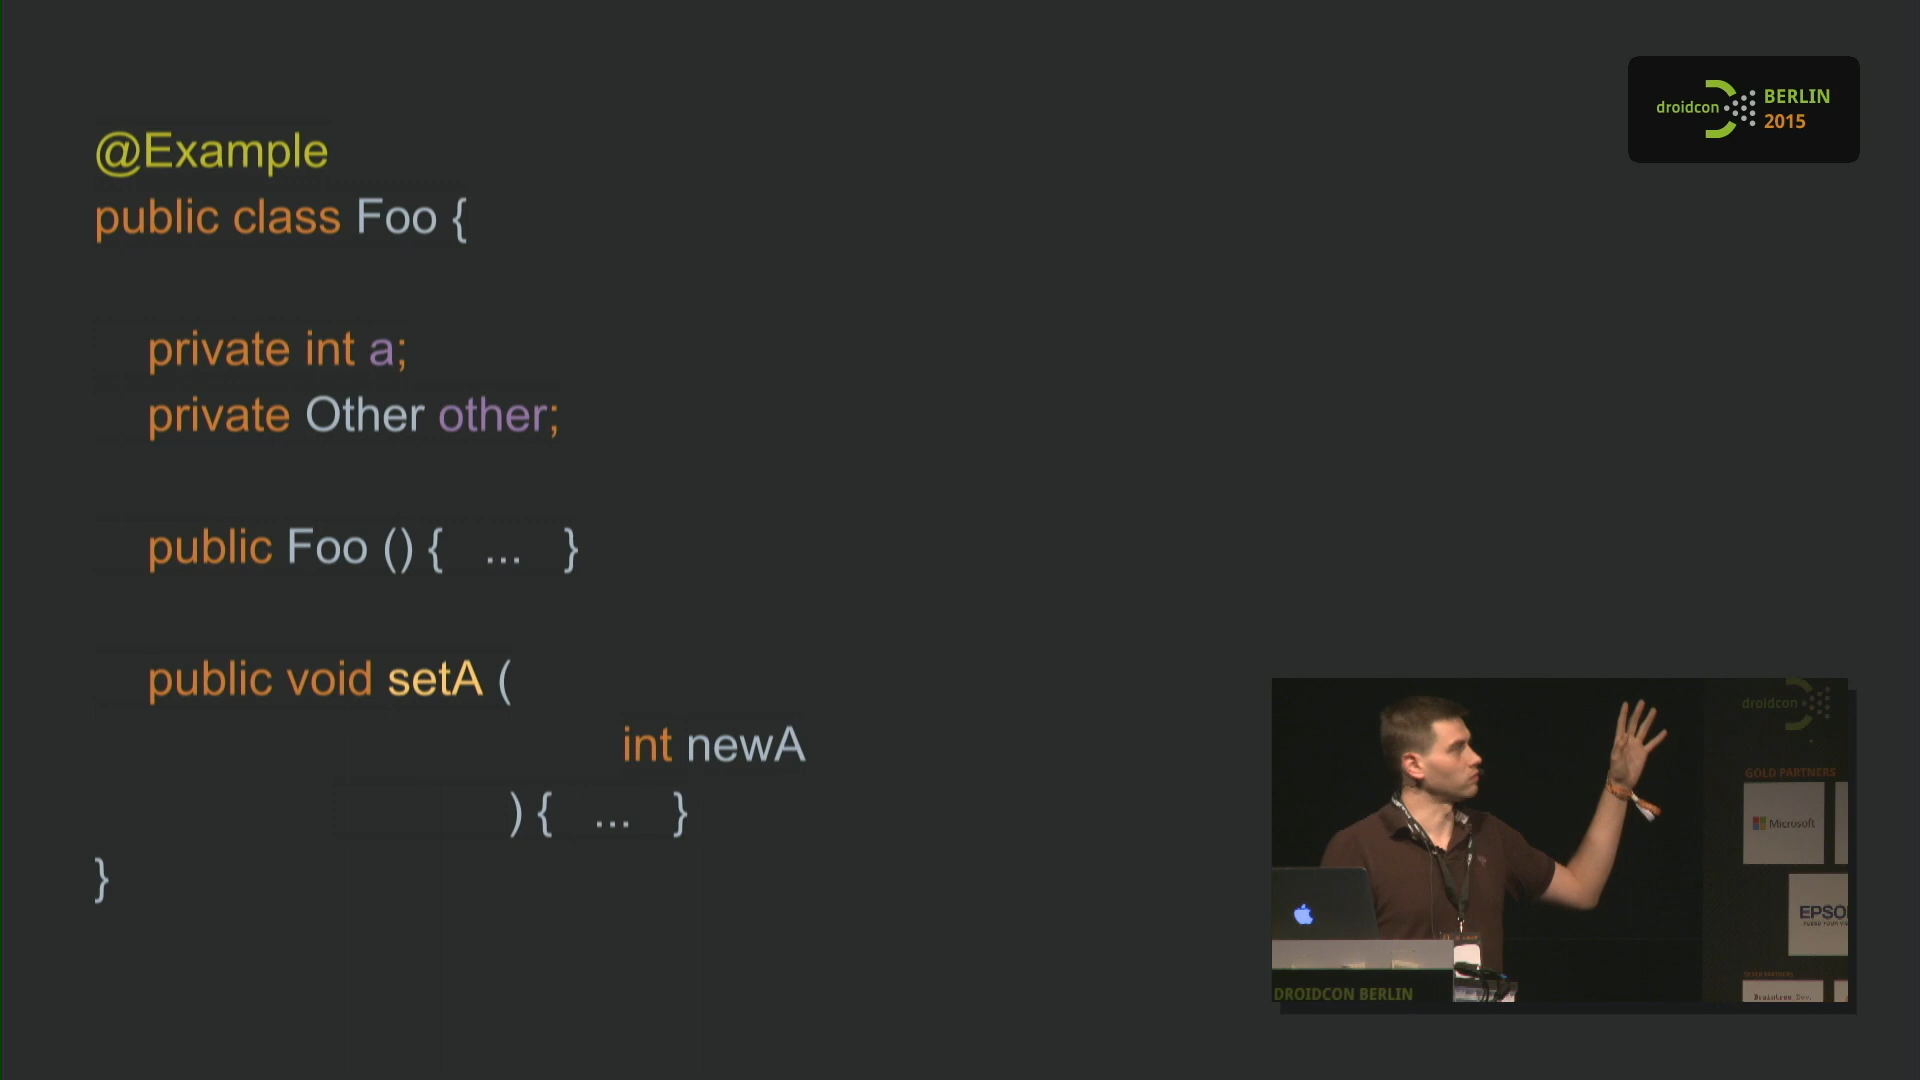 @Example
public class Foo {
private int a;
private Other other;
public Foo () { ... }
public void setA (
int newA
) { ... }
}
droidcon
BERLIN
2015
droidcon
GOLD PARTNERS
Microsoft
EPSO
DROIDCON BERLIN